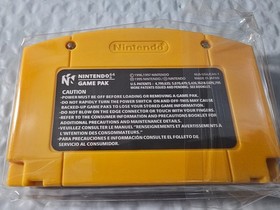 Nintendo
NINTENDO
GAME PAK
CAUTION
-POWER MUST BE OFF BEFORE LOADING OR REMOVING A GAME PAK.
-DO NOT RAPIDLY TURN THE POWER SWITCH ON AND OFF. THIS MAY CAUSE
BATTERY-BACKED GAME PAKS TO LOSE YOUR STORED GAME INFORMATION.
-DO NOT BLOW ON THE EDGE CONNECTOR OR TOUCH WITH YOUR FINGERS.
-REFER TO THE CONSUMER INFORMATION AND PRECAUTIONS BOOKLET FOR
ADDITIONAL PRECAUTIONS AND MAINTENANCE DETAILS.
-VEUILLEZ CONSULTER LE MANUEL "RENSEIGNEMENTS ET AVERTISSEMENTS À
L'INTENTION DES CONSOMMATEURS".
-PARA PRECAUCIONES E INFORMACIÓN CONSULTE EL FOLLETO DE
SERVICIO AL CONSUMIDOR.